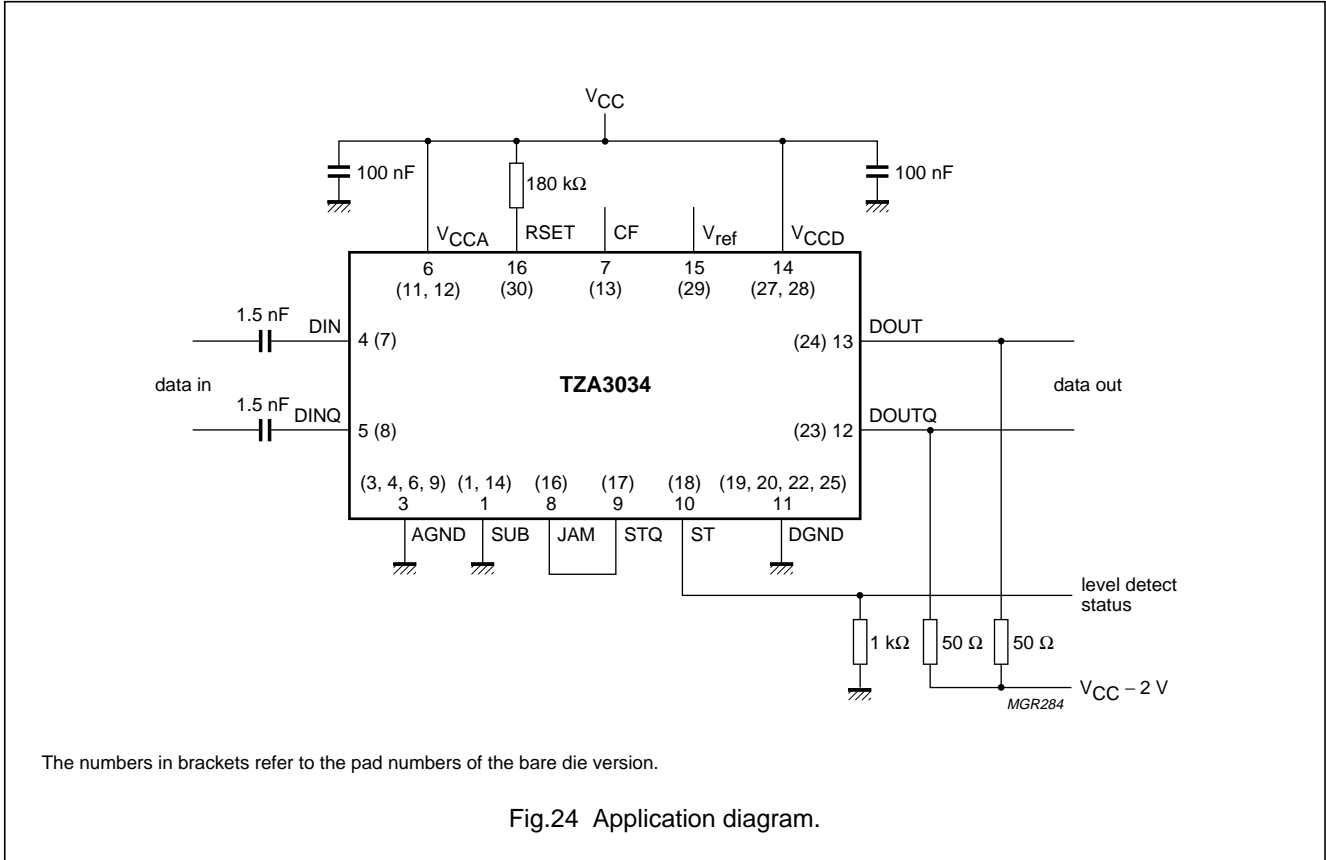 VCC
100 nF 180 kΩ 100 nF
VCCA RSET CF Vref VCCD
6 16 7 15 14
(11, 12) (30) (13) (29) (27, 28)
1.5 nF DIN 4 (7) (24) 13 DOUT
data in TZA3034 data out
1.5 nF DINQ 5 (8) (23) 12 DOUTQ
(3, 4, 6, 9) (1, 14) (16) (17) (18) (19, 20, 22, 25)
3 1 8 9 10 11
AGND SUB JAM STQ ST DGND
level detect
status
1 kΩ 50 Ω 50 Ω
VCC − 2 V
MGR284
The numbers in brackets refer to the pad numbers of the bare die version.
Fig.24 Application diagram.